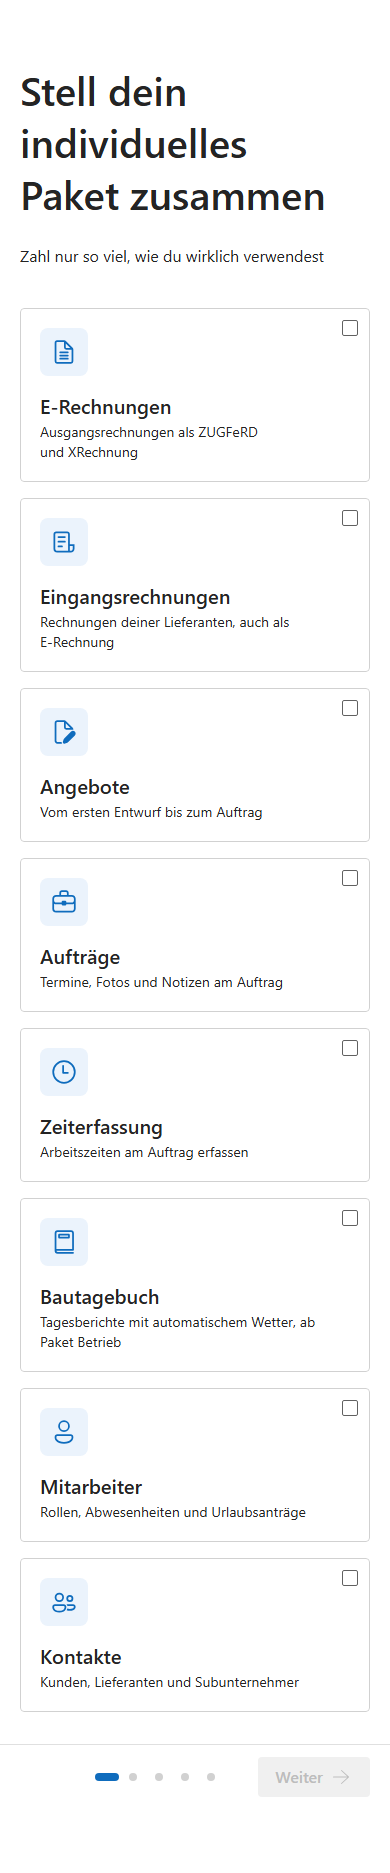 Stell dein
individuelles
Paket zusammen
Zahl nur so viel, wie du wirklich verwendest
E-Rechnungen
Ausgangsrechnungen als ZUGFeRD
und XRechnung
Eingangsrechnungen
Rechnungen deiner Lieferanten, auch als
E-Rechnung
Angebote
Vom ersten Entwurf bis zum Auftrag
Aufträge
Termine, Fotos und Notizen am Auftrag
Zeiterfassung
Arbeitszeiten am Auftrag erfassen
Bautagebuch
Tagesberichte mit automatischem Wetter, ab
Paket Betrieb
Mitarbeiter
Rollen, Abwesenheiten und Urlaubsanträge
Kontakte
Kunden, Lieferanten und Subunternehmer
Weiter